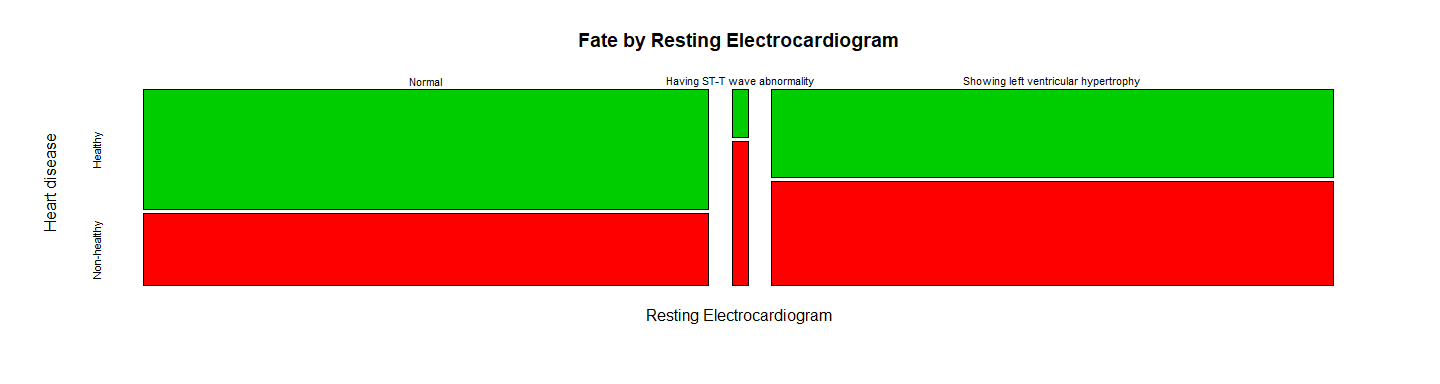 Fate by Resting Electrocardiogram
Normal
Having ST-T wave abnormality
Showing left ventricular hypertrophy
Heart disease
Healthy
Non-healthy
Resting Electrocardiogram